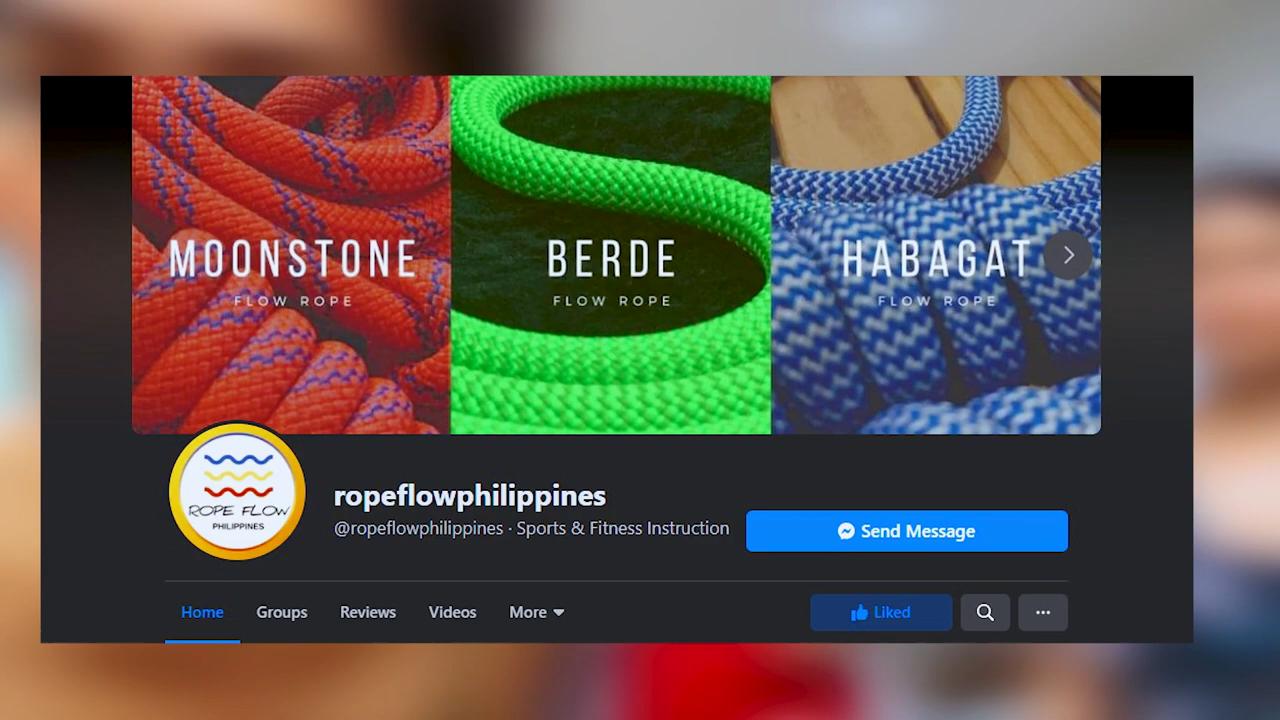 MOONSTONE
FLOW ROPE
BERDE
FLOW ROPE
HABAGAT
FLOW ROPE
ROPE FLOW
PHILIPPINES
ropeflowphilippines
@ropeflowphilippines · Sports & Fitness Instruction
Send Message
Home Groups Reviews Videos More
Liked